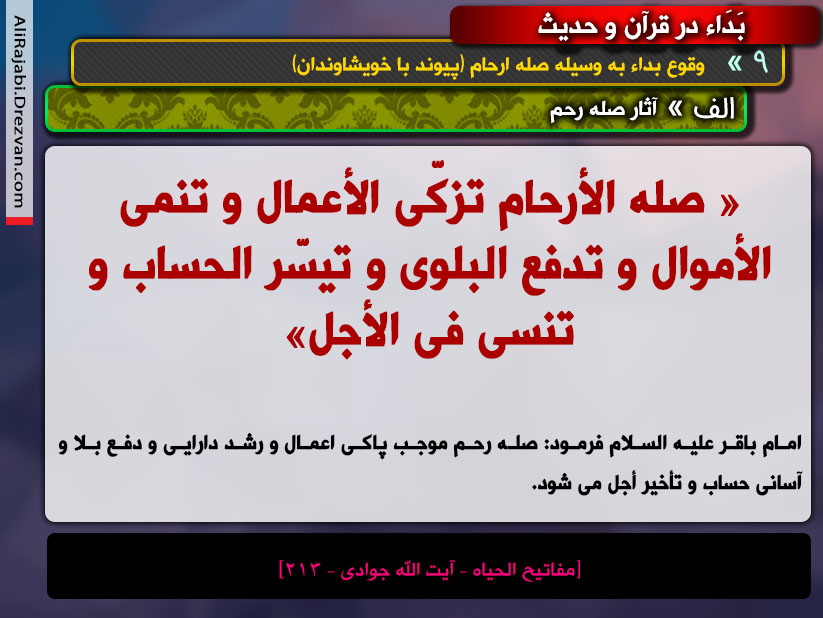 بَدَاء در قرآن و حدیث
۹ » وقوع بداء به وسیله صله ارحام (پیوند با خویشاوندان)
الف » آثار صله رحم
« صله الأرحامِ تزکّی الأعمال و تنمی
الأموال و تدفع البلوی و تیسّر الحساب و
تنسی فی الأجل»
امام باقر علیه السلام فرمود: صله رحم موجب پاکی اعمال و رشد دارایی و دفع بلا و
آسانی حساب و تأخیر أجل می شود.
[مفاتیح الحیاه - آیت الله جوادی - ۲۱۳]
AliRajabi.Drezvan.com